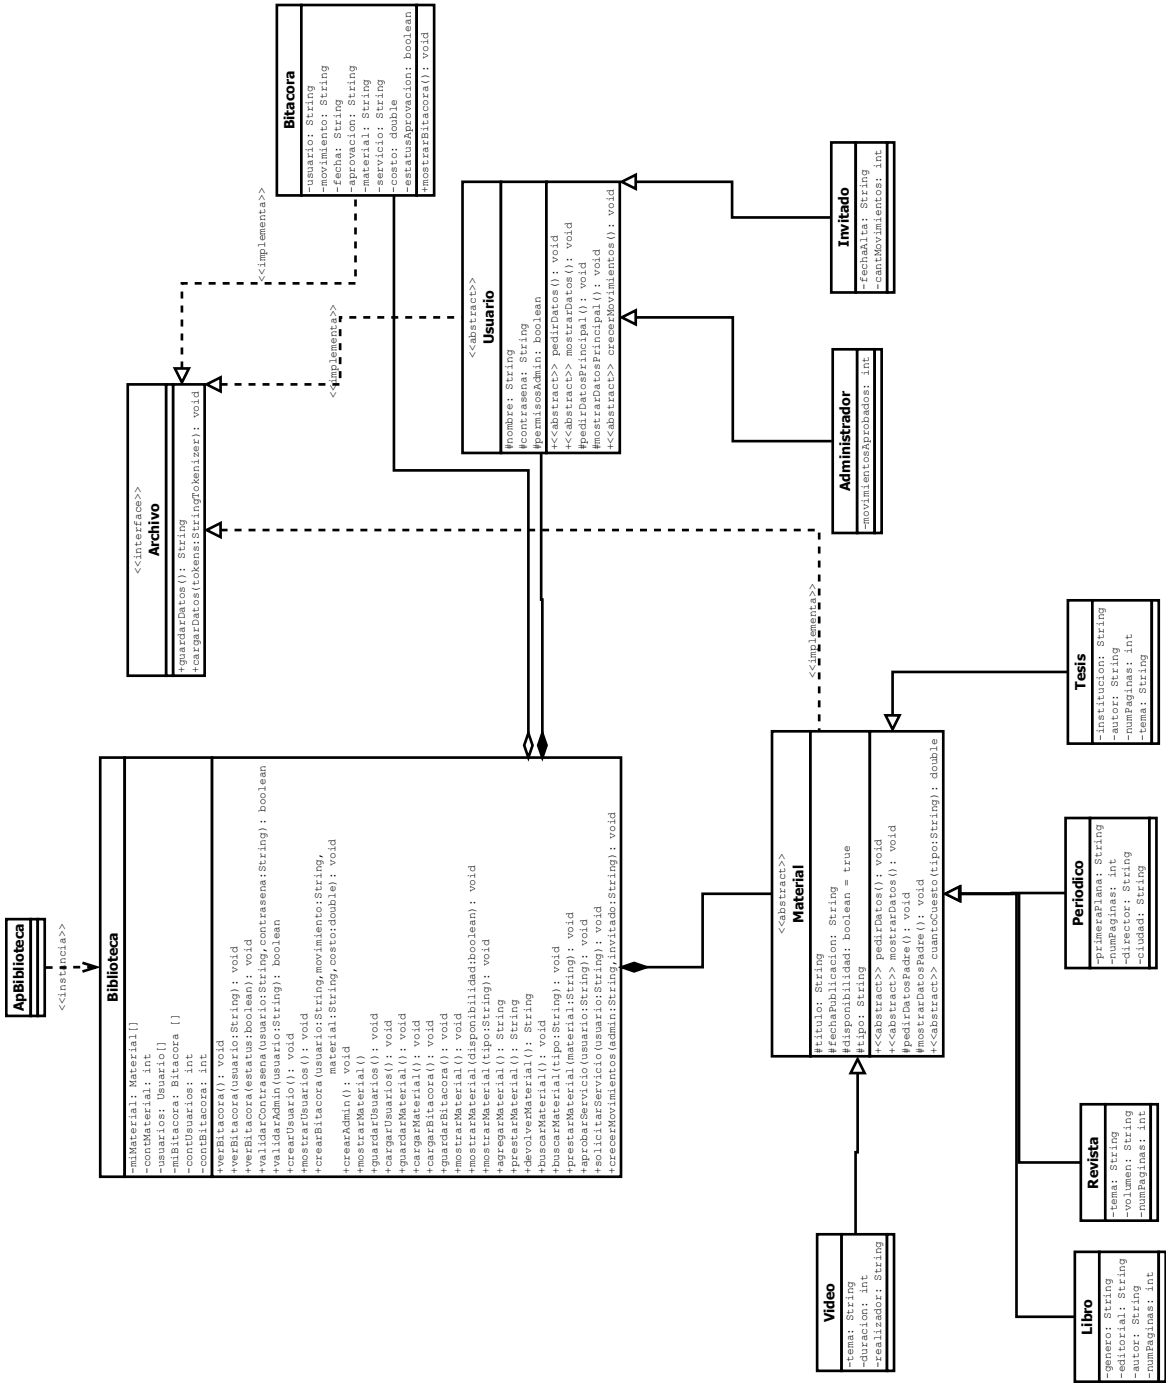 ApBiblioteca
<<instancia>>
Biblioteca
-miMaterial: Material[]
-contMaterial: int
-usuarios: Usuario[]
-miBitacora: Bitacora []
-contUsuarios: int
-contBitacora: int
+verBitacora(): void
+verBitacora(usuario:String): void
+verBitacora(estatus:boolean): void
+validarContrasena(usuario:String,contrasena:String): boolean
+validarAdmin(usuario:String): boolean
+crearUsuario(): void
+mostrarUsuarios(): void
+crearBitacora(usuario:String,movimiento:String,
material:String,costo:double): void
+crearAdmin(): void
+mostrarMaterial()
+guardarUsuarios(): void
+cargarUsuarios(): void
+guardarMaterial(): void
+cargarMaterial(): void
+cargarBitacora(): void
+guardarBitacora(): void
+mostrarMaterial(): void
+mostrarMaterial(disponibilidad:boolean): void
+mostrarMaterial(tipo:String): void
+agregarMaterial(): String
+prestarMaterial(): String
+devolverMaterial(): String
+buscarMaterial(): void
+buscarMaterial(tipo:String): void
+prestarMaterial(material:String): void
+aprobarServicio(usuario:String): void
+solicitarServicio(usuario:String): void
+crecerMovimientos(admin:String,invitado:String): void
<<interface>>
Archivo
+guardarDatos(): String
+cargarDatos(tokens:StringTokenizer): void
<<implementa>>
<<implementa>>
<<implementa>>
Bitacora
-usuario: String
-movimiento: String
-fecha: String
-aprovacion: String
-material: String
-servicio: String
-costo: double
-estatusAprovacion: boolean
+mostrarBitacora(): void
<<abstract>>
Usuario
#nombre: String
#contrasena: String
#permisosAdmin: boolean
+<<abstract>> pedirDatos(): void
+<<abstract>> mostrarDatos(): void
#pedirDatosPrincipal(): void
#mostrarDatosPrincipal(): void
+<<abstract>> crecerMovimientos(): void
Administrador
-movimientosAprobados: int
Invitado
-fechaAlta: String
-cantMovimientos: int
<<abstract>>
Material
#titulo: String
#fechaPublicacion: String
#disponibilidad: boolean = true
#tipo: String
+<<abstract>> pedirDatos(): void
+<<abstract>> mostrarDatos(): void
#pedirDatosPadre(): void
#mostrarDatosPadre(): void
+<<abstract>> cuantoCuesto(tipo:String): double
Video
-tema: String
-duracion: int
-realizador: String
Libro
-genero: String
-editorial: String
-autor: String
-numPaginas: int
Revista
-tema: String
-volumen: String
-numPaginas: int
Periodico
-primeraPlana: String
-numPaginas: int
-director: String
-ciudad: String
Tesis
-institucion: String
-autor: String
-numPaginas: int
-tema: String